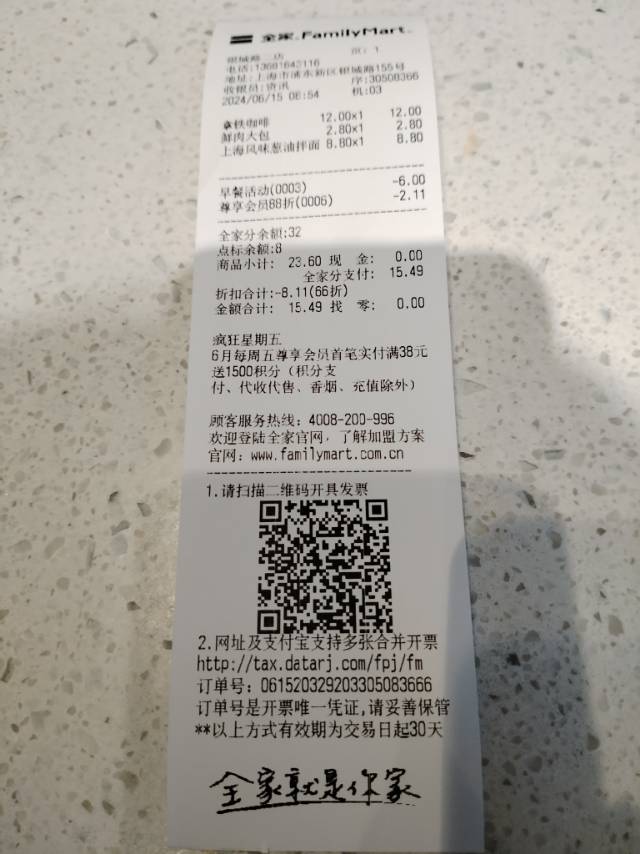 全家 FamilyMart
银城路二店 页: 1
电话:13681643116
地址:上海市浦东新区银城路155号
收银员:资讯 序:30508366
2024/06/15 08:54 机:03
拿铁咖啡 12.00x1 12.00
鲜肉大包 2.80x1 2.80
上海风味葱油拌面 8.80x1 8.80
早餐活动(0003) -6.00
尊享会员88折(0006) -2.11
全家分余额:32
点标余额:8
商品小计: 23.60 现 金: 0.00
全家分支付: 15.49
折扣合计:-8.11(66折)
金额合计: 15.49 找 零: 0.00
疯狂星期五
6月每周五尊享会员首笔实付满38元
送1500积分（积分支
付、代收代售、香烟、充值除外）
顾客服务热线: 4008-200-996
欢迎登陆全家官网，了解加盟方案
官网: www.familymart.com.cn
1.请扫描二维码开具发票
2.网址及支付宝支持多张合并开票
http://tax.datarj.com/fpj/fm
订单号: 061520329203305083666
订单号是开票唯一凭证,请妥善保管
**以上方式有效期为交易日起30天
全家就是你家